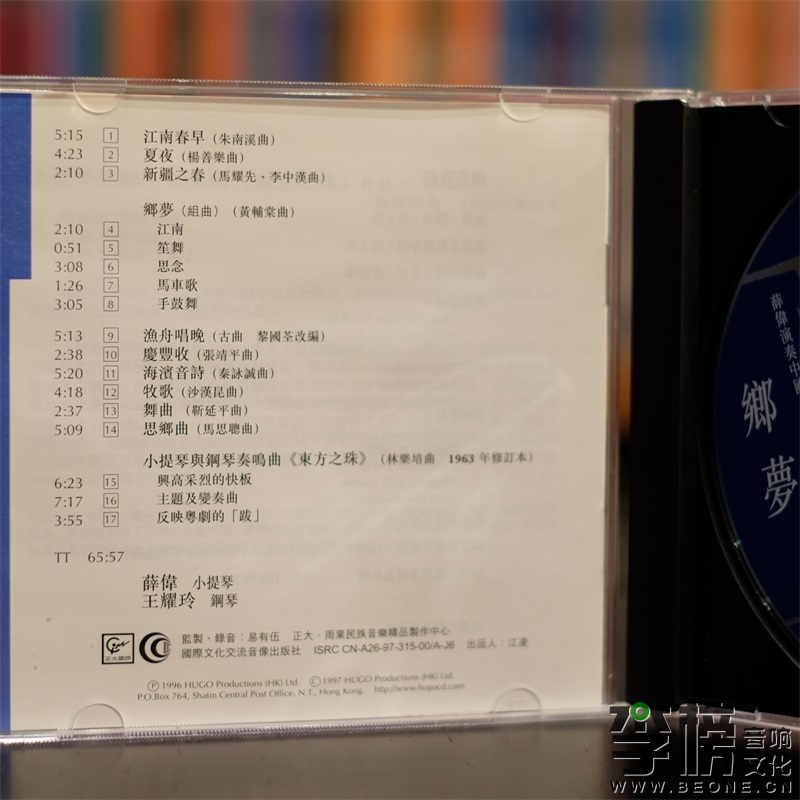 5:15 1 江南春早（朱南溪曲）
4:23 2 夏夜（楊善樂曲）
2:10 3 新疆之春（馬耀先、李中漢曲）
鄉夢（組曲）（黃輔棠曲）
2:10 4 江南
0:51 5 笙舞
3:08 6 思念
1:26 7 馬車歌
3:05 8 手鼓舞
5:13 9 漁舟唱晚（古曲　黎國荃改編）
2:38 10 慶豐收（張靖平曲）
5:20 11 海濱音詩（秦詠誠曲）
4:18 12 牧歌（沙漢昆曲）
2:37 13 舞曲（靳延平曲）
5:09 14 思鄉曲（馬思聰曲）
小提琴與鋼琴奏鳴曲《東方之珠》（林樂培曲　1963 年修訂本）
6:23 15 興高采烈的快板
7:17 16 主題及變奏曲
3:55 17 反映粵劇的「跋」
TT 65:57
薛偉 小提琴
王耀玲 鋼琴
監製、錄音：易有伍　正大·雨果民族音樂精品製作中心
國際文化交流音像出版社　ISRC CN-A26-97-315-00/A-J6　出品人：江凌
正大國際
Ⓟ 1996 HUGO Productions (HK) Ltd. Ⓒ 1997 HUGO Productions (HK) Ltd.
P.O.Box 764, Shatin Central Post Office, N.T., Hong Kong. http://www.hugocd.com
薛偉演奏中國
鄉夢
李榜音响文化
WWW.BEONE.CN